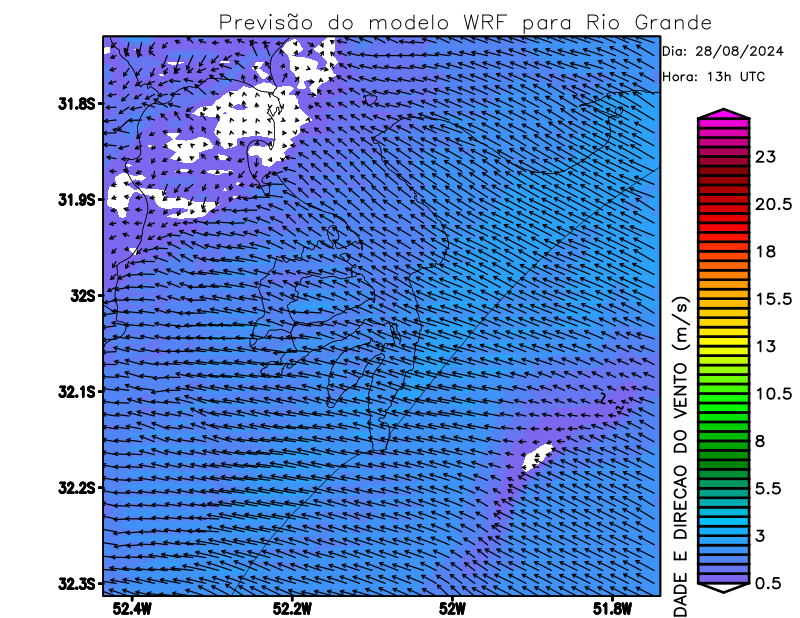 Previsão do modelo WRF para Rio Grande
Dia: 28/08/2024
Hora: 13h UTC
31.8S
31.9S
32S
32.1S
32.2S
32.3S
52.4W
52.2W
52W
51.8W
DADE E DIRECAO DO VENTO (m/s)
23
20.5
18
15.5
13
10.5
8
5.5
3
0.5